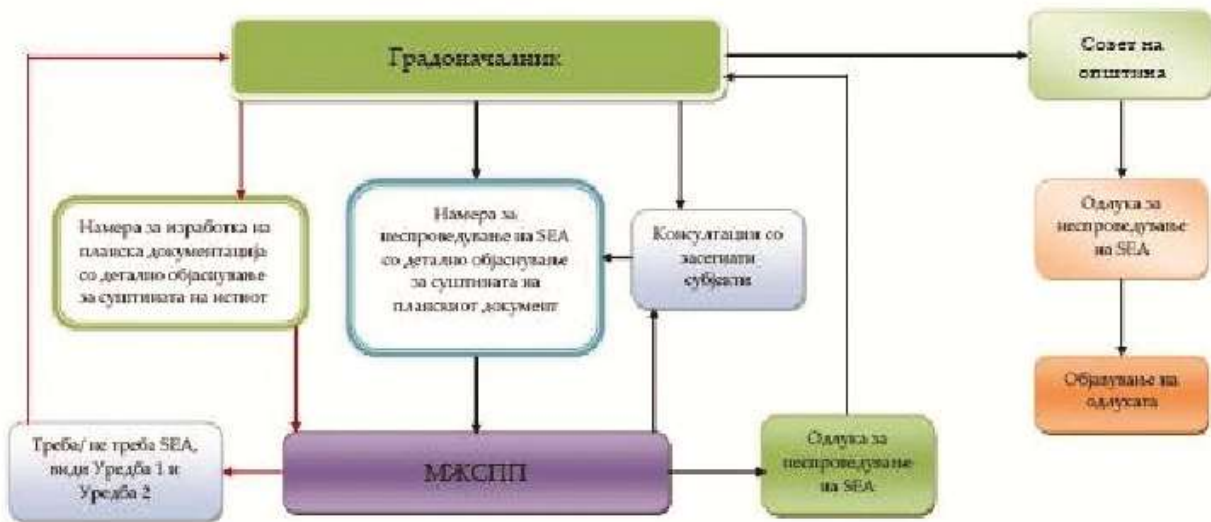 Градоначалник
Совет на
општина
Намера за изработка на
планска документација
со детално објаснување
за суштината на истиот
Намера за
неспроведување на SEA
со детално објаснување
за суштината на
планскиот документ
Консултации со
засегнати
субјекти
Одлука за
неспроведување
на SEA
Објавување на
одлуката
Треба/ не треба SEA,
види Уредба 1 и
Уредба 2
МЖСПП
Одлука за
неспроведување
на SEA